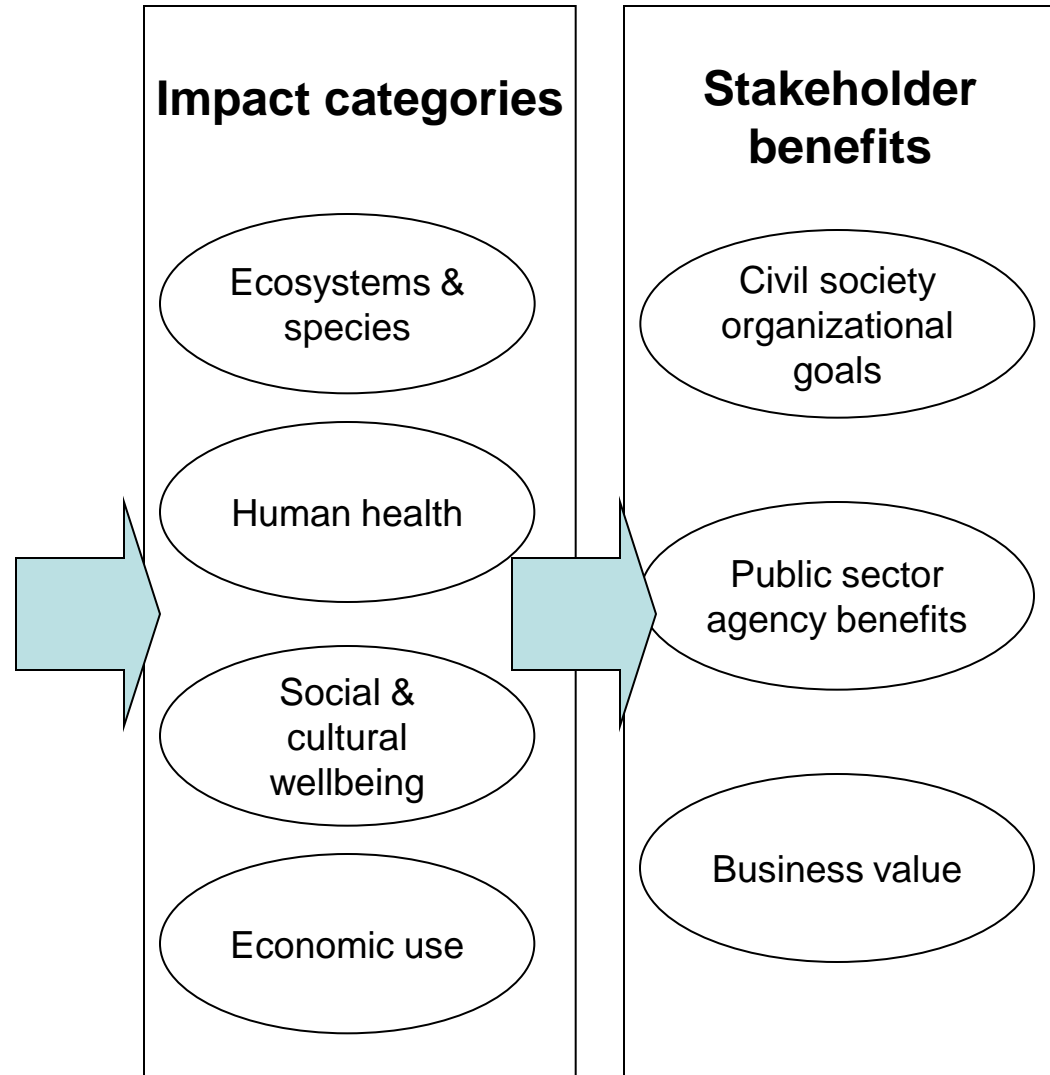 Impact categories
Ecosystems &
species
Human health
Social &
cultural
wellbeing
Economic use
Stakeholder
benefits
Civil society
organizational
goals
Public sector
agency benefits
Business value